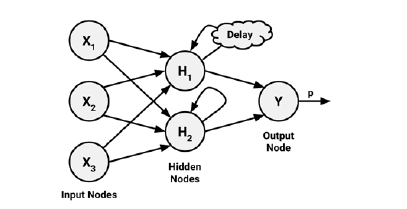 X1
Delay
H1
X2
Y
P
H2
Output
Node
X3
Hidden
Nodes
Input Nodes